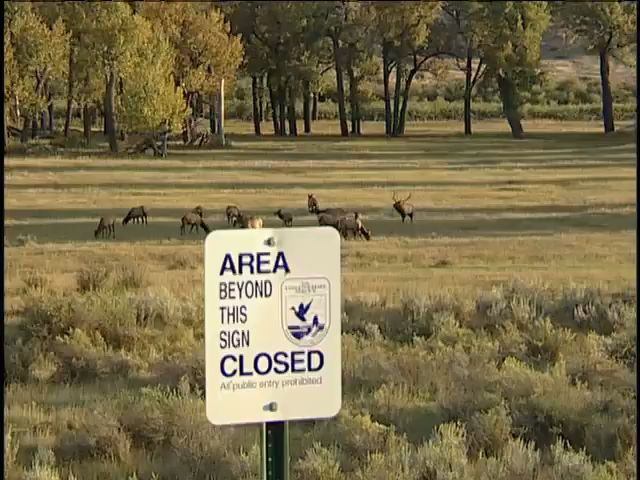 AREA
BEYOND
THIS
SIGN
CLOSED
All public entry prohibited